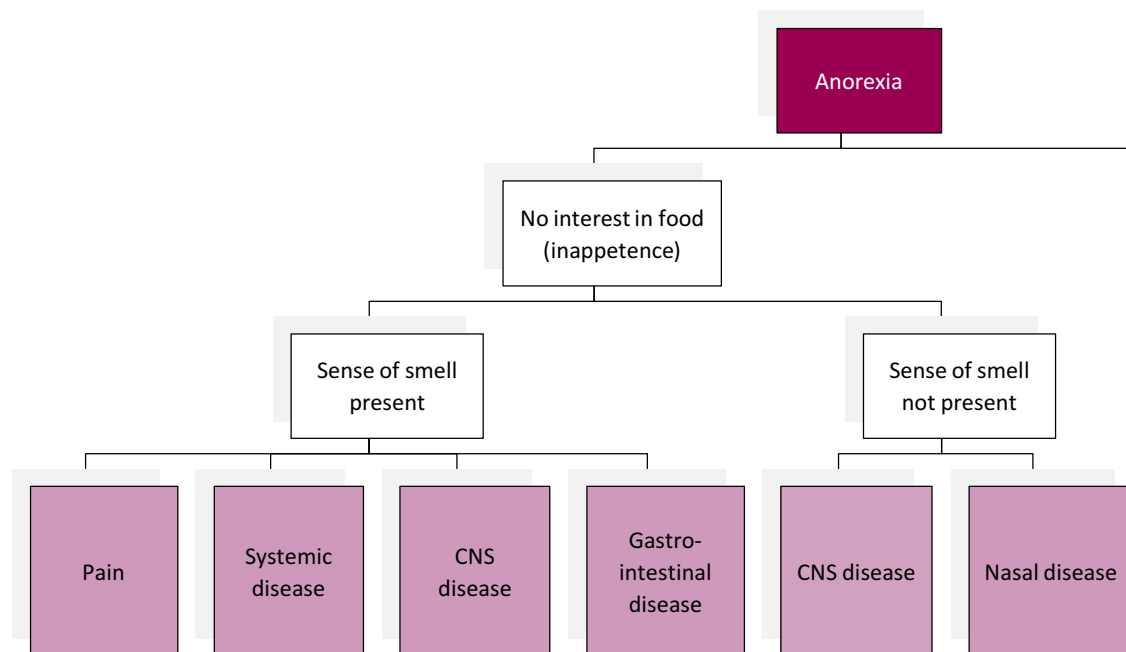 Anorexia
No interest in food
(inappetence)
Sense of smell
present
Sense of smell
not present
Pain
Systemic
disease
CNS
disease
Gastro-
intestinal
disease
CNS disease
Nasal disease